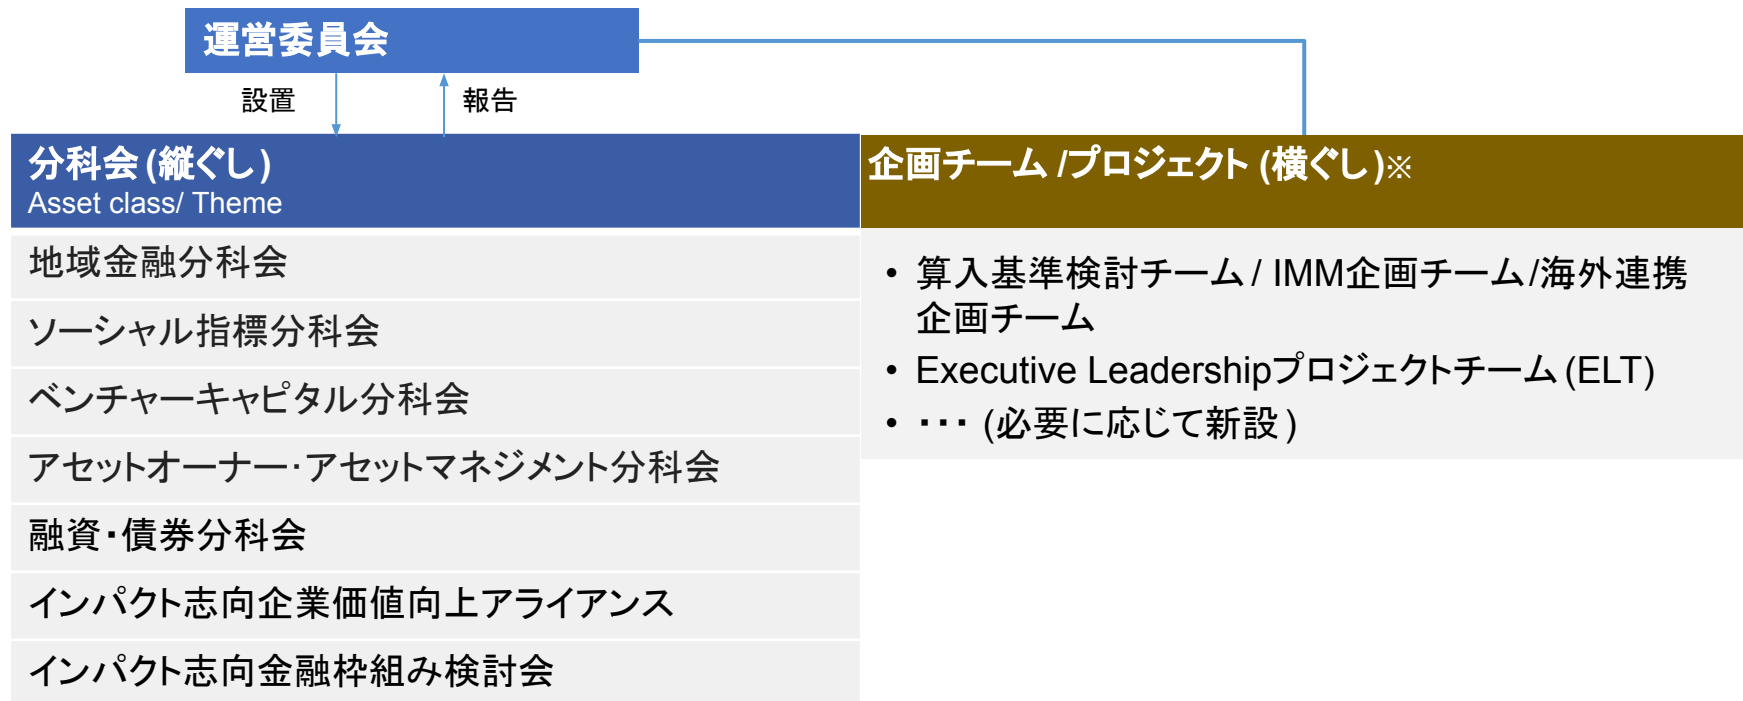 運営委員会
設置
報告
分科会(縦ぐし)
Asset class/ Theme
地域金融分科会
ソーシャル指標分科会
ベンチャーキャピタル分科会
アセットオーナー・アセットマネジメント分科会
融資・債券分科会
インパクト志向企業価値向上アライアンス
インパクト志向金融枠組み検討会
企画チーム/プロジェクト(横ぐし)※
• 算入基準検討チーム / IMM企画チーム/海外連携
企画チーム
• Executive Leadershipプロジェクトチーム(ELT)
• ・・・ (必要に応じて新設)